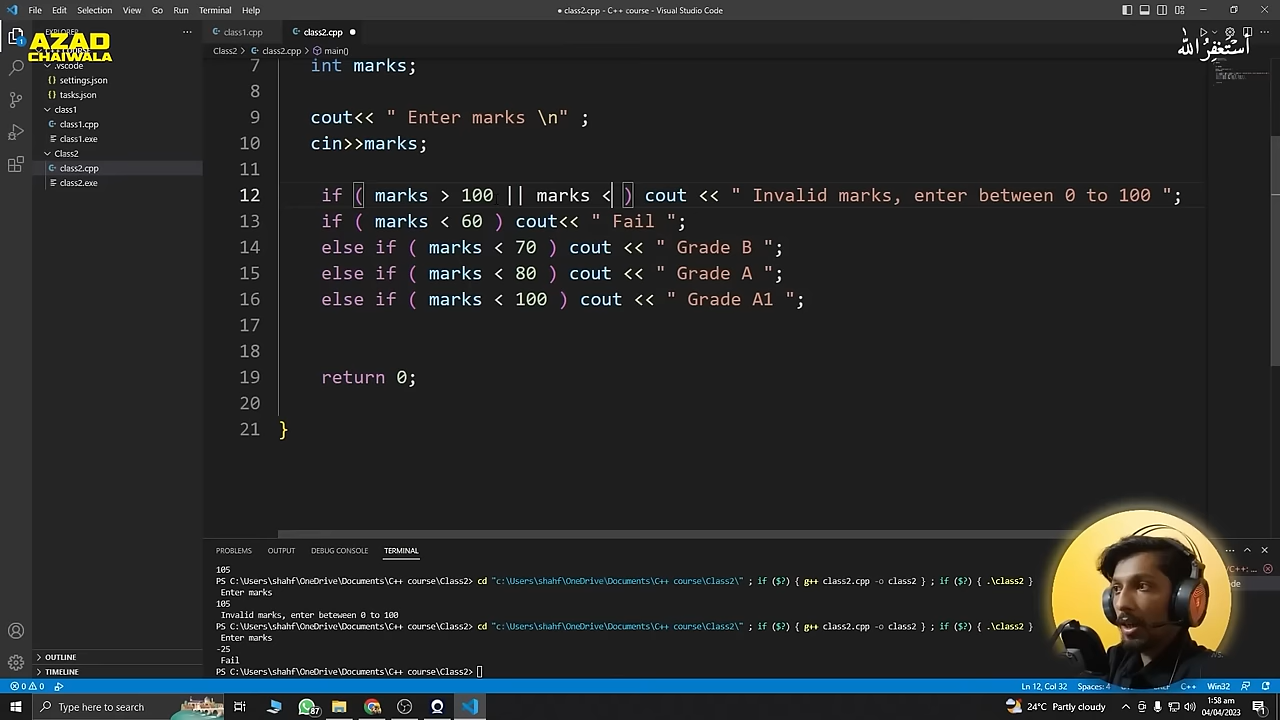 File Edit Selection View Go Run Terminal Help
● class2.cpp - C++ course - Visual Studio Code
AZAD
CHAIWALA
أستغفر الله
EXPLORER
class1.cpp
class2.cpp
Class2 > class2.cpp > main()
.vscode
settings.json
tasks.json
class1
class1.cpp
class1.exe
Class2
class2.cpp
class2.exe
7 int marks;
8
9 cout<< " Enter marks \n" ;
10 cin>>marks;
11
12 if ( marks > 100 || marks < ) cout << " Invalid marks, enter between 0 to 100 ";
13 if ( marks < 60 ) cout<< " Fail ";
14 else if ( marks < 70 ) cout << " Grade B ";
15 else if ( marks < 80 ) cout << " Grade A ";
16 else if ( marks < 100 ) cout << " Grade A1 ";
17
18
19 return 0;
20
21 }
PROBLEMS OUTPUT DEBUG CONSOLE TERMINAL
105
PS C:\Users\shahf\OneDrive\Documents\C++ course\Class2> cd "c:\Users\shahf\OneDrive\Documents\C++ course\Class2\" ; if ($?) { g++ class2.cpp -o class2 } ; if ($?) { .\class2 }
Enter marks
105
Invalid marks, enter beteween 0 to 100
PS C:\Users\shahf\OneDrive\Documents\C++ course\Class2> cd "c:\Users\shahf\OneDrive\Documents\C++ course\Class2\" ; if ($?) { g++ class2.cpp -o class2 } ; if ($?) { .\class2 }
Enter marks
-25
Fail
PS C:\Users\shahf\OneDrive\Documents\C++ course\Class2>
OUTLINE
TIMELINE
0 0
Ln 12, Col 32 Spaces: 4 C++ Win32
Type here to search
87
24°C Partly cloudy
1:58 am
04/04/2023